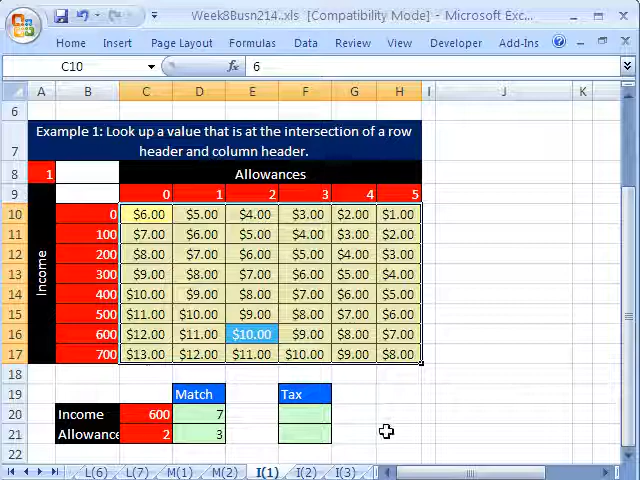 Week8Busn214..xls [Compatibility Mode] - Microsoft Exc...
Home Insert Page Layout Formulas Data Review View Developer Add-Ins
C10 fx 6
A B C D E F G H I J K
6
7 Example 1: Look up a value that is at the intersection of a row
header and column header.
8 1 Allowances
9 0 1 2 3 4 5
10 0 $6.00 $5.00 $4.00 $3.00 $2.00 $1.00
11 100 $7.00 $6.00 $5.00 $4.00 $3.00 $2.00
12 200 $8.00 $7.00 $6.00 $5.00 $4.00 $3.00
13 300 $9.00 $8.00 $7.00 $6.00 $5.00 $4.00
14 400 $10.00 $9.00 $8.00 $7.00 $6.00 $5.00
15 500 $11.00 $10.00 $9.00 $8.00 $7.00 $6.00
16 600 $12.00 $11.00 $10.00 $9.00 $8.00 $7.00
17 700 $13.00 $12.00 $11.00 $10.00 $9.00 $8.00
Income
18
19 Match Tax
20 Income 600 7
21 Allowance 2 3
22
L(6) L(7) M(1) M(2) I(1) I(2) I(3)